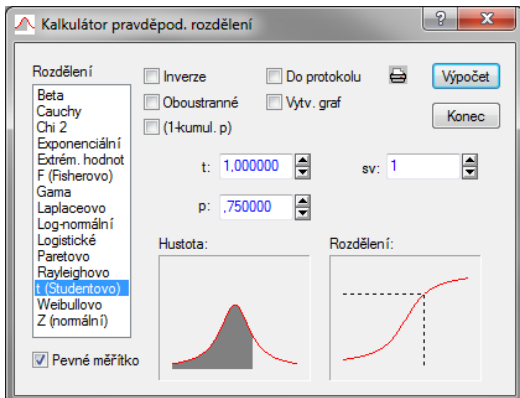 Kalkulátor pravděpod. rozdělení
?
Rozdělení
Beta
Cauchy
Chi 2
Exponenciální
Extrém. hodnot
F (Fisherovo)
Gama
Laplaceovo
Log-normální
Logistické
Paretovo
Rayleighovo
t (Studentovo)
Weibullovo
Z (normální)
Pevné měřítko
Inverze
Do protokolu
Oboustranné
Vytv. graf
(1-kumul. p)
Výpočet
Konec
t: 1,000000
sv: 1
p: ,750000
Hustota:
Rozdělení: